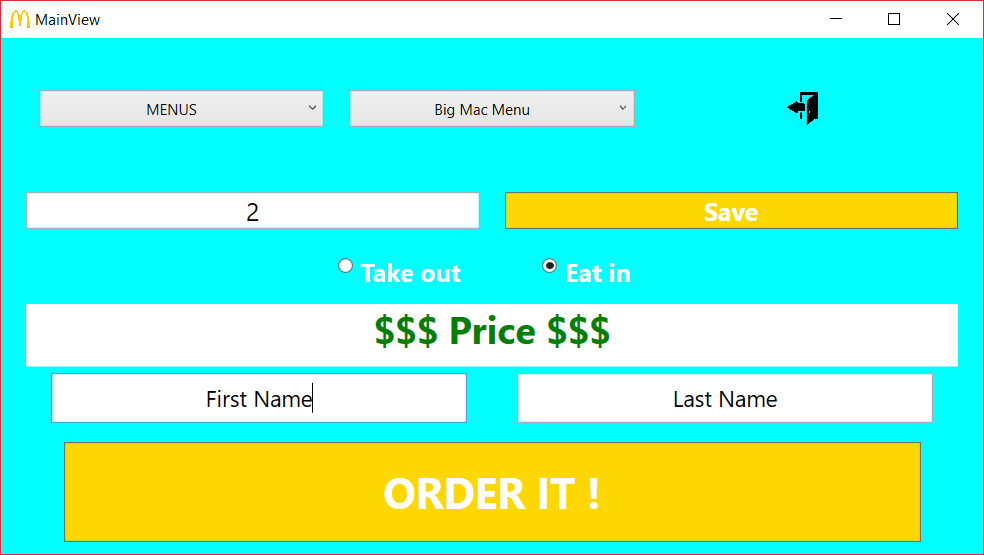 MainView
MENUS
Big Mac Menu
2
Save
Take out
Eat in
$$$ Price $$$
First Name
Last Name
ORDER IT !